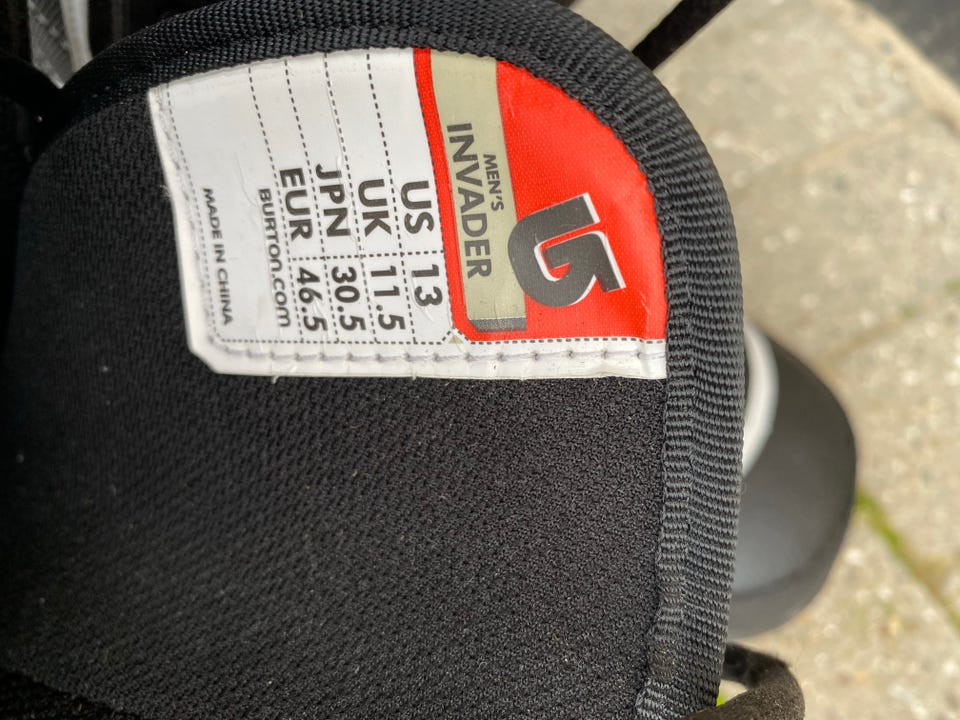 MEN'S
INVADER
US 13
UK 11.5
JPN 30.5
EUR 46.5
BURTON.COM
MADE IN CHINA